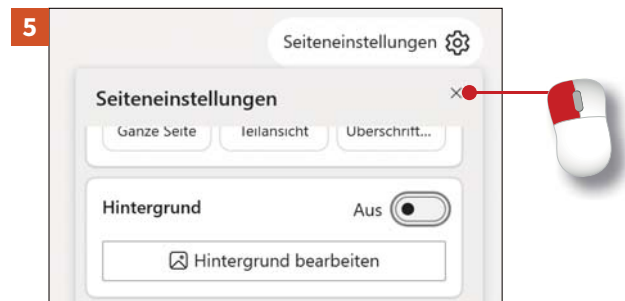 5
Seiteneinstellungen
Seiteneinstellungen
Ganze Seite Teilansicht Überschrift...
Hintergrund Aus
Hintergrund bearbeiten